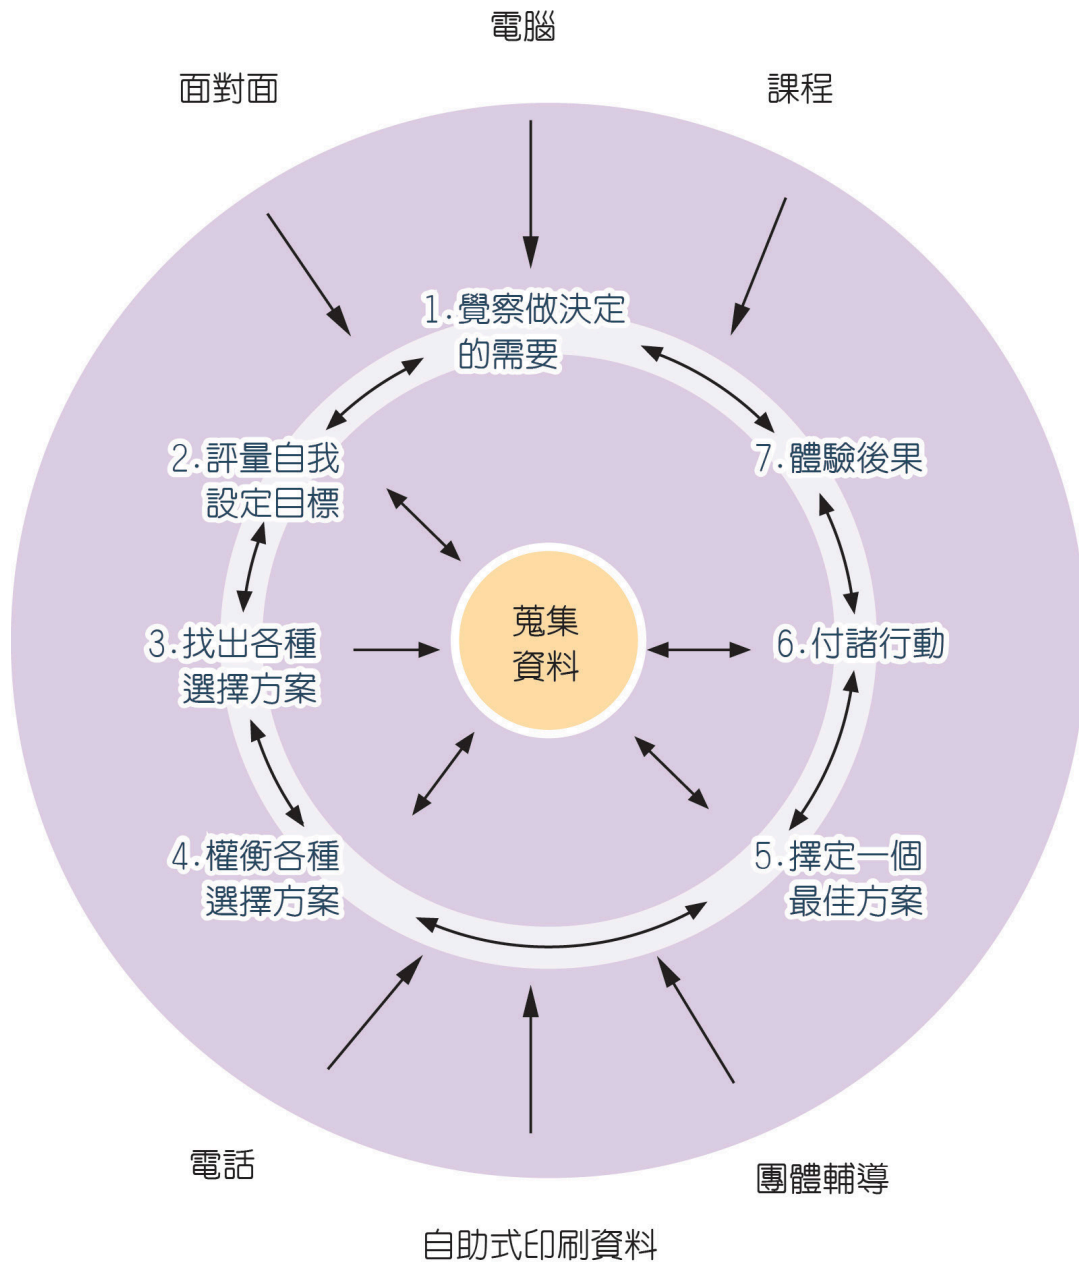 電腦
面對面
課程
1.覺察做決定
的需要
2.評量自我
設定目標
7.體驗後果
蒐集
資料
3.找出各種
選擇方案
6.付諸行動
4.權衡各種
選擇方案
5.擇定一個
最佳方案
電話
團體輔導
自助式印刷資料